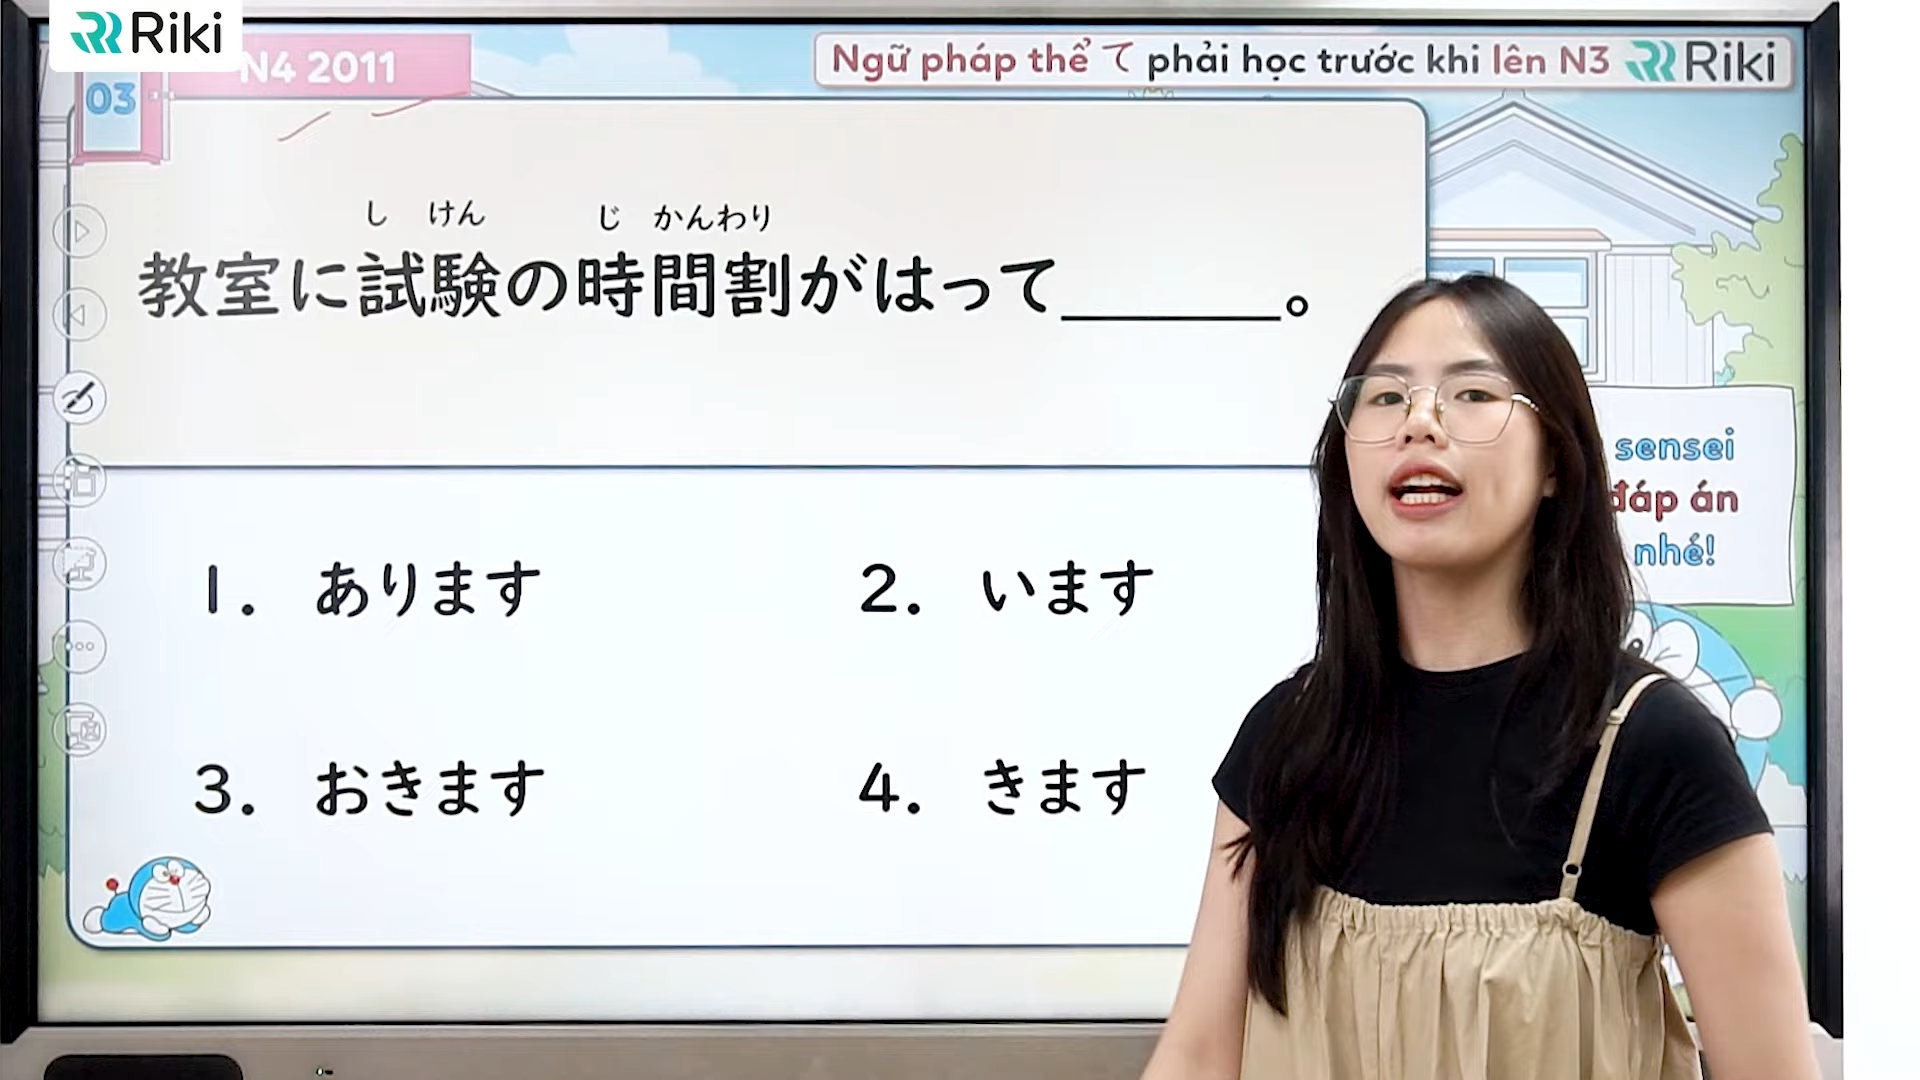 Riki
N4 2011
Ngữ pháp thể て phải học trước khi lên N3 Riki
03
し けん じ かんわり
教室に試験の時間割がはって______。
sensei
đáp án
nhé!
1. あります
2. います
3. おきます
4. きます